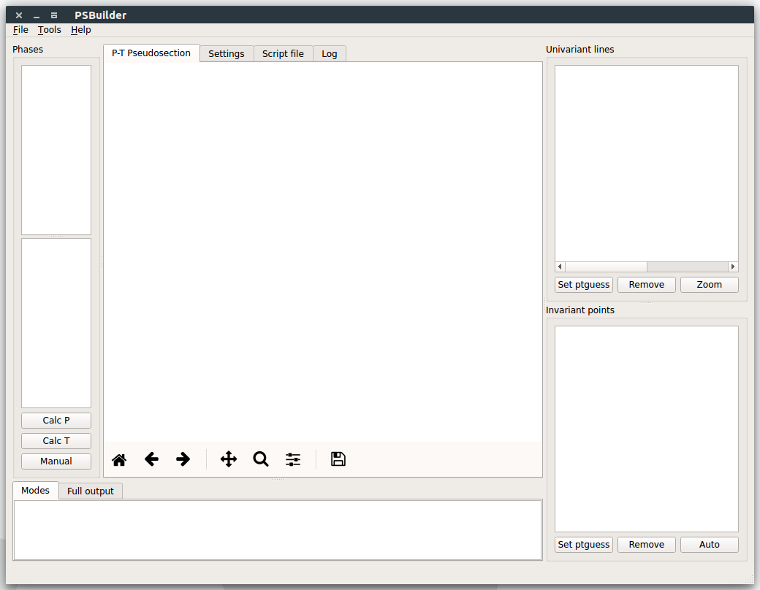 PSBuilder
File Tools Help
Phases
P-T Pseudosection Settings Script file Log
Univariant lines
Set ptguess Remove Zoom
Invariant points
Calc P
Calc T
Manual
Modes Full output
Set ptguess Remove Auto